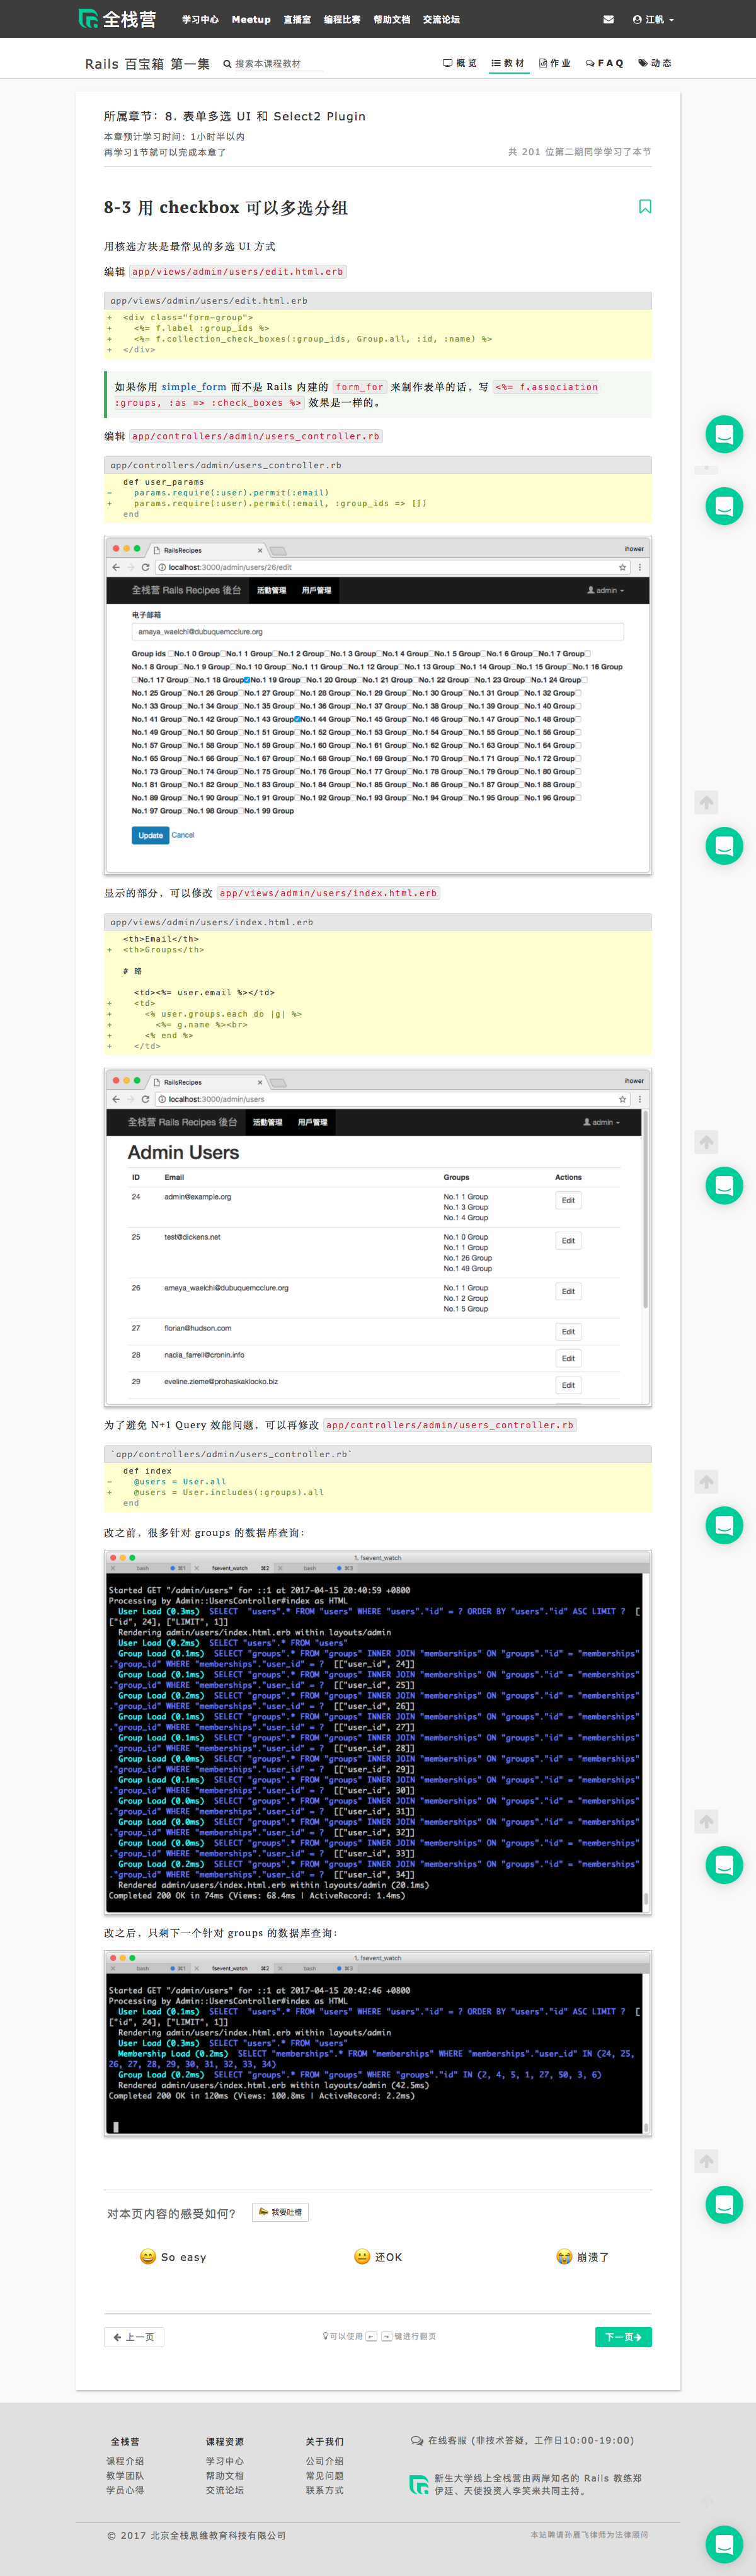 全栈营 学习中心 Meetup 直播室 编程比赛 帮助文档 交流论坛 江帆
Rails 百宝箱 第一集 搜索本课程教材 概览 教材 作业 FAQ 动态
所属章节：8. 表单多选 UI 和 Select2 Plugin
本章预计学习时间：1小时半以内
再学习1节就可以完成本章了 共 201 位第二期同学学习了本节
8-3 用 checkbox 可以多选分组
用核选方块是最常见的多选 UI 方式
编辑 app/views/admin/users/edit.html.erb
app/views/admin/users/edit.html.erb
+ <div class="form-group">
+ <%= f.label :group_ids %>
+ <%= f.collection_check_boxes(:group_ids, Group.all, :id, :name) %>
+ </div>
如果你用 simple_form 而不是 Rails 内建的 form_for 来制作表单的话，写 <%= f.association
:groups, :as => :check_boxes %> 效果是一样的。
编辑 app/controllers/admin/users_controller.rb
app/controllers/admin/users_controller.rb
def user_params
- params.require(:user).permit(:email)
+ params.require(:user).permit(:email, :group_ids => [])
end
RailsRecipes ihower
localhost:3000/admin/users/26/edit
全栈营 Rails Recipes 後台 活動管理 用戶管理 admin
电子邮箱
amaya_waelchi@dubuquemcclure.org
Group ids No.1 0 Group No.1 1 Group No.1 2 Group No.1 3 Group No.1 4 Group No.1 5 Group No.1 6 Group No.1 7 Group
No.1 8 Group No.1 9 Group No.1 10 Group No.1 11 Group No.1 12 Group No.1 13 Group No.1 14 Group No.1 15 Group No.1 16 Group
No.1 17 Group No.1 18 Group No.1 19 Group No.1 20 Group No.1 21 Group No.1 22 Group No.1 23 Group No.1 24 Group
No.1 25 Group No.1 26 Group No.1 27 Group No.1 28 Group No.1 29 Group No.1 30 Group No.1 31 Group No.1 32 Group
No.1 33 Group No.1 34 Group No.1 35 Group No.1 36 Group No.1 37 Group No.1 38 Group No.1 39 Group No.1 40 Group
No.1 41 Group No.1 42 Group No.1 43 Group No.1 44 Group No.1 45 Group No.1 46 Group No.1 47 Group No.1 48 Group
No.1 49 Group No.1 50 Group No.1 51 Group No.1 52 Group No.1 53 Group No.1 54 Group No.1 55 Group No.1 56 Group
No.1 57 Group No.1 58 Group No.1 59 Group No.1 60 Group No.1 61 Group No.1 62 Group No.1 63 Group No.1 64 Group
No.1 65 Group No.1 66 Group No.1 67 Group No.1 68 Group No.1 69 Group No.1 70 Group No.1 71 Group No.1 72 Group
No.1 73 Group No.1 74 Group No.1 75 Group No.1 76 Group No.1 77 Group No.1 78 Group No.1 79 Group No.1 80 Group
No.1 81 Group No.1 82 Group No.1 83 Group No.1 84 Group No.1 85 Group No.1 86 Group No.1 87 Group No.1 88 Group
No.1 89 Group No.1 90 Group No.1 91 Group No.1 92 Group No.1 93 Group No.1 94 Group No.1 95 Group No.1 96 Group
No.1 97 Group No.1 98 Group No.1 99 Group
Update Cancel
显示的部分，可以修改 app/views/admin/users/index.html.erb
app/views/admin/users/index.html.erb
<th>Email</th>
+ <th>Groups</th>
# 略
<td><%= user.email %></td>
+ <td>
+ <% user.groups.each do |g| %>
+ <%= g.name %><br>
+ <% end %>
+ </td>
RailsRecipes ihower
localhost:3000/admin/users
全栈营 Rails Recipes 後台 活動管理 用戶管理 admin
Admin Users
ID Email Groups Actions
24 admin@example.org No.1 1 Group Edit
No.1 3 Group
No.1 4 Group
25 test@dickens.net No.1 0 Group Edit
No.1 1 Group
No.1 26 Group
No.1 49 Group
26 amaya_waelchi@dubuquemcclure.org No.1 1 Group Edit
No.1 2 Group
No.1 5 Group
27 florian@hudson.com Edit
28 nadia_farrell@cronin.info Edit
29 eveline.zieme@prohaskakiocko.biz Edit
为了避免 N+1 Query 效能问题，可以再修改 app/controllers/admin/users_controller.rb
`app/controllers/admin/users_controller.rb`
def index
- @users = User.all
+ @users = User.includes(:groups).all
end
改之前，很多针对 groups 的数据库查询：
1. fsevent_watch
bash ⌘1 fsevent_watch ⌘2 bash ⌘3
Started GET "/admin/users" for ::1 at 2017-04-15 20:40:59 +0800
Processing by Admin::UsersController#index as HTML
User Load (0.3ms) SELECT "users".* FROM "users" WHERE "users"."id" = ? ORDER BY "users"."id" ASC LIMIT ? [
["id", 24], ["LIMIT", 1]]
Rendering admin/users/index.html.erb within layouts/admin
User Load (0.2ms) SELECT "users".* FROM "users"
Group Load (0.1ms) SELECT "groups".* FROM "groups" INNER JOIN "memberships" ON "groups"."id" = "memberships"
."group_id" WHERE "memberships"."user_id" = ? [["user_id", 24]]
Group Load (0.1ms) SELECT "groups".* FROM "groups" INNER JOIN "memberships" ON "groups"."id" = "memberships"
."group_id" WHERE "memberships"."user_id" = ? [["user_id", 25]]
Group Load (0.2ms) SELECT "groups".* FROM "groups" INNER JOIN "memberships" ON "groups"."id" = "memberships"
."group_id" WHERE "memberships"."user_id" = ? [["user_id", 26]]
Group Load (0.1ms) SELECT "groups".* FROM "groups" INNER JOIN "memberships" ON "groups"."id" = "memberships"
."group_id" WHERE "memberships"."user_id" = ? [["user_id", 27]]
Group Load (0.1ms) SELECT "groups".* FROM "groups" INNER JOIN "memberships" ON "groups"."id" = "memberships"
."group_id" WHERE "memberships"."user_id" = ? [["user_id", 28]]
Group Load (0.0ms) SELECT "groups".* FROM "groups" INNER JOIN "memberships" ON "groups"."id" = "memberships"
."group_id" WHERE "memberships"."user_id" = ? [["user_id", 29]]
Group Load (0.1ms) SELECT "groups".* FROM "groups" INNER JOIN "memberships" ON "groups"."id" = "memberships"
."group_id" WHERE "memberships"."user_id" = ? [["user_id", 30]]
Group Load (0.0ms) SELECT "groups".* FROM "groups" INNER JOIN "memberships" ON "groups"."id" = "memberships"
."group_id" WHERE "memberships"."user_id" = ? [["user_id", 31]]
Group Load (0.0ms) SELECT "groups".* FROM "groups" INNER JOIN "memberships" ON "groups"."id" = "memberships"
."group_id" WHERE "memberships"."user_id" = ? [["user_id", 32]]
Group Load (0.0ms) SELECT "groups".* FROM "groups" INNER JOIN "memberships" ON "groups"."id" = "memberships"
."group_id" WHERE "memberships"."user_id" = ? [["user_id", 33]]
Group Load (0.2ms) SELECT "groups".* FROM "groups" INNER JOIN "memberships" ON "groups"."id" = "memberships"
."group_id" WHERE "memberships"."user_id" = ? [["user_id", 34]]
Rendered admin/users/index.html.erb within layouts/admin (20.1ms)
Completed 200 OK in 74ms (Views: 68.4ms | ActiveRecord: 1.4ms)
改之后，只剩下一个针对 groups 的数据库查询：
1. fsevent_watch
bash ⌘1 fsevent_watch ⌘2 bash ⌘3
Started GET "/admin/users" for ::1 at 2017-04-15 20:42:46 +0800
Processing by Admin::UsersController#index as HTML
User Load (0.1ms) SELECT "users".* FROM "users" WHERE "users"."id" = ? ORDER BY "users"."id" ASC LIMIT ? [
["id", 24], ["LIMIT", 1]]
Rendering admin/users/index.html.erb within layouts/admin
User Load (0.3ms) SELECT "users".* FROM "users"
Membership Load (0.2ms) SELECT "memberships".* FROM "memberships" WHERE "memberships"."user_id" IN (24, 25,
26, 27, 28, 29, 30, 31, 32, 33, 34)
Group Load (0.2ms) SELECT "groups".* FROM "groups" WHERE "groups"."id" IN (2, 4, 5, 1, 27, 50, 3, 6)
Rendered admin/users/index.html.erb within layouts/admin (42.5ms)
Completed 200 OK in 120ms (Views: 100.8ms | ActiveRecord: 2.2ms)
对本页内容的感受如何？ 我要吐槽
So easy 还OK 崩溃了
上一页 可以使用 ← → 键进行翻页 下一页
全栈营 课程资源 关于我们 在线客服 (非技术答疑，工作日10:00-19:00)
课程介绍 学习中心 公司介绍
教学团队 帮助文档 常见问题 新生大学线上全栈营由两岸知名的 Rails 教练郑
学员心得 交流论坛 联系方式 伊廷、天使投资人李笑来共同主持。
© 2017 北京全栈思维教育科技有限公司 本站聘请孙雁飞律师为法律顾问